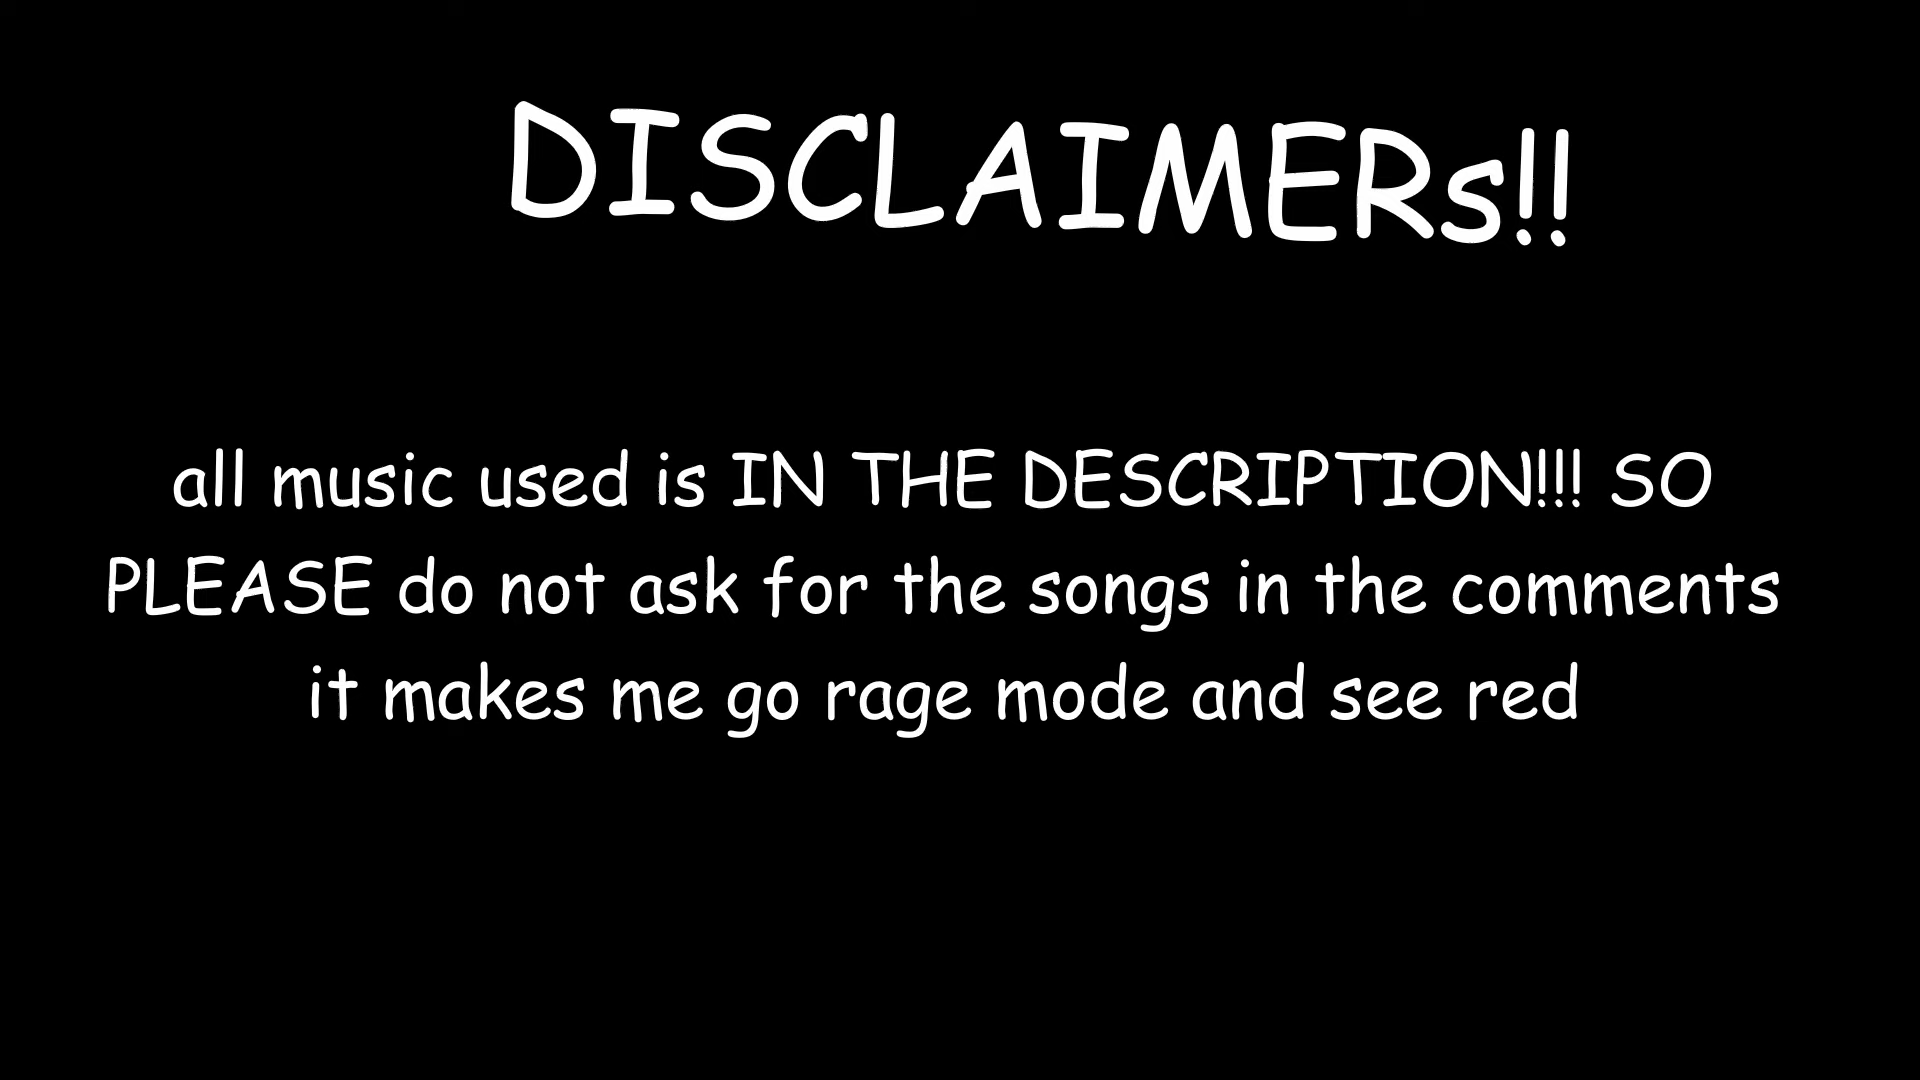 DISCLAIMERs!!
all music used is IN THE DESCRIPTION!!! SO
PLEASE do not ask for the songs in the comments
it makes me go rage mode and see red